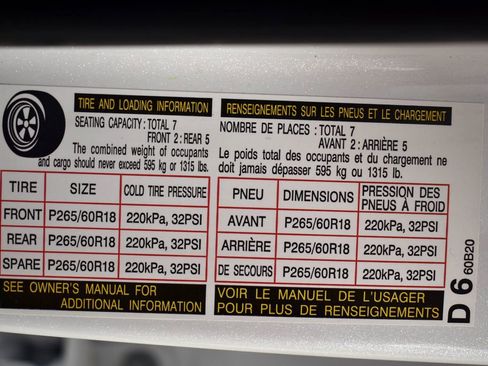 TIRE AND LOADING INFORMATION
SEATING CAPACITY: TOTAL 7
FRONT 2: REAR 5
The combined weight of occupants
and cargo should never exceed 595 kg or 1315 lbs.
TIRE SIZE COLD TIRE PRESSURE
FRONT P265/60R18 220kPa, 32PSI
REAR P265/60R18 220kPa, 32PSI
SPARE P265/60R18 220kPa, 32PSI
SEE OWNER'S MANUAL FOR
ADDITIONAL INFORMATION
RENSEIGNEMENTS SUR LES PNEUS ET LE CHARGEMENT
NOMBRE DE PLACES : TOTAL 7
AVANT 2 : ARRIÈRE 5
Le poids total des occupants et du chargement ne
doit jamais dépasser 595 kg ou 1315 lb.
PNEU DIMENSIONS PRESSION DES
PNEUS À FROID
AVANT P265/60R18 220kPa, 32PSI
ARRIÈRE P265/60R18 220kPa, 32PSI
DE SECOURS P265/60R18 220kPa, 32PSI
VOIR LE MANUEL DE L'USAGER
POUR PLUS DE RENSEIGNEMENTS
D 6 60B20